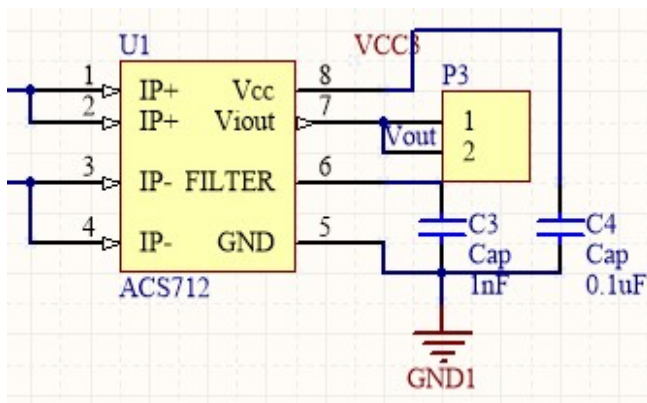 U1
VCC3
1 IP+ Vcc 8
P3
2 IP+ Viout 7
1
Vout
2
3 IP- FILTER 6
4 IP- GND 5
C3
C4
Cap
Cap
ACS712
1nF
0.1uF
GND1